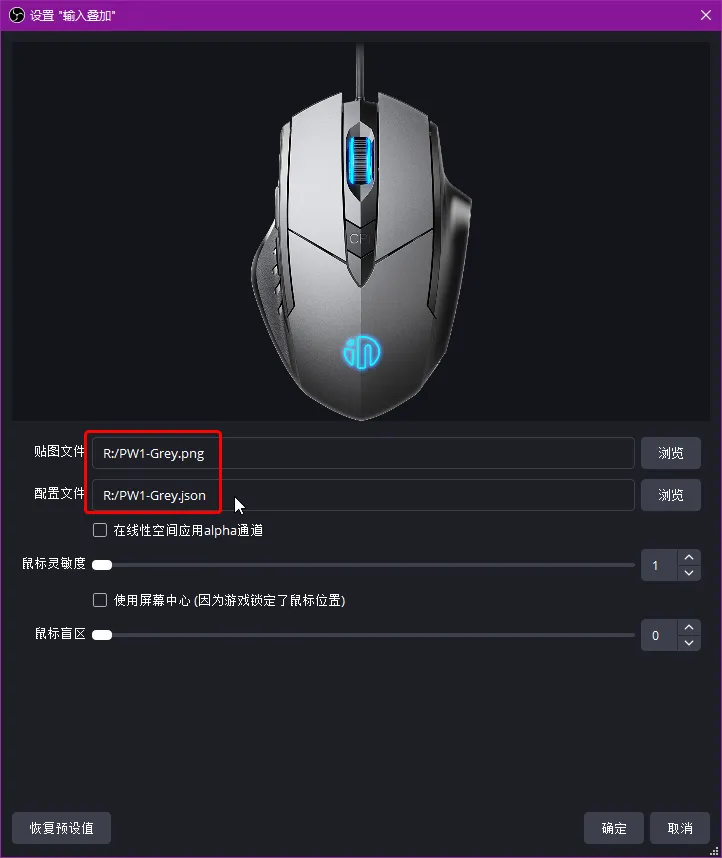 设置 "输入叠加"
CPI
贴图文件 R:/PW1-Grey.png 浏览
配置文件 R:/PW1-Grey.json 浏览
在线性空间应用alpha通道
鼠标灵敏度 1
使用屏幕中心 (因为游戏锁定了鼠标位置)
鼠标盲区 0
恢复预设值 确定 取消